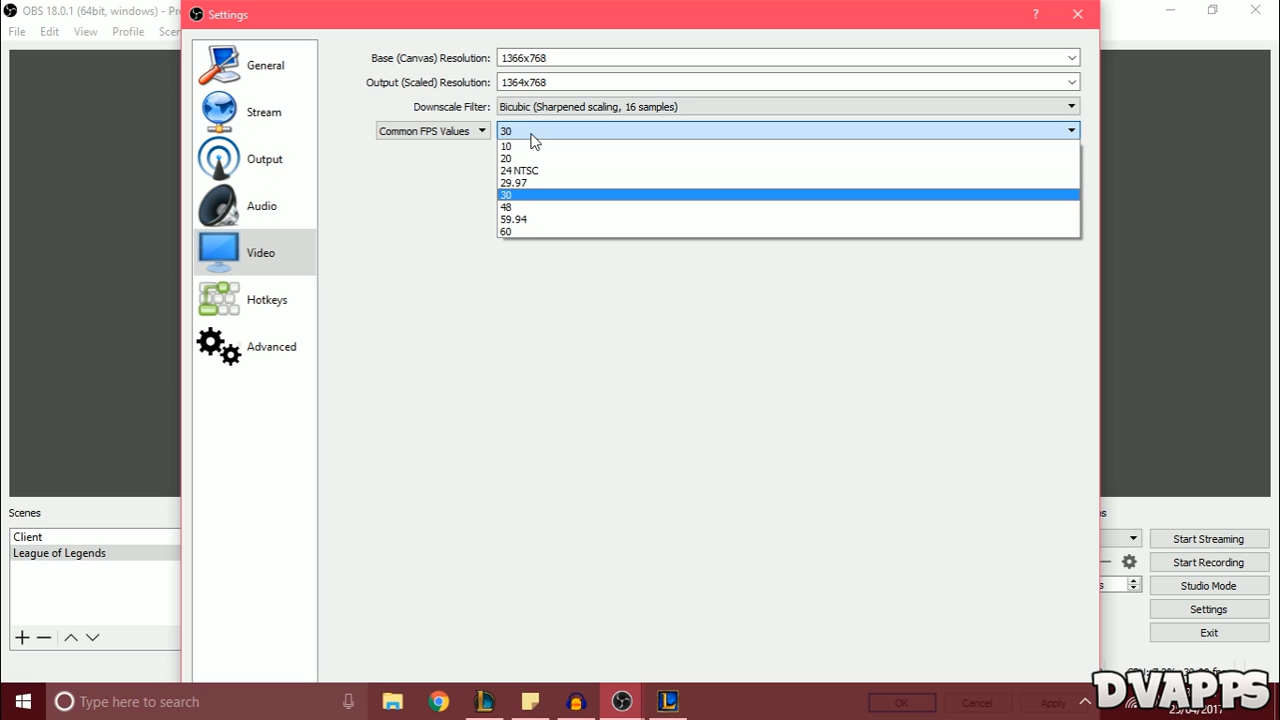 OBS 18.0.1 (64bit, windows) - Pr
Settings
?
File Edit View Profile Scen
General
Stream
Output
Audio
Video
Hotkeys
Advanced
Base (Canvas) Resolution: 1366x768
Output (Scaled) Resolution: 1364x768
Downscale Filter: Bicubic (Sharpened scaling, 16 samples)
Common FPS Values 30
10
20
24 NTSC
29.97
30
48
59.94
60
Scenes
Client
League of Legends
Start Streaming
Start Recording
Studio Mode
Settings
Exit
OK Cancel Apply
Type here to search
DVAPPS